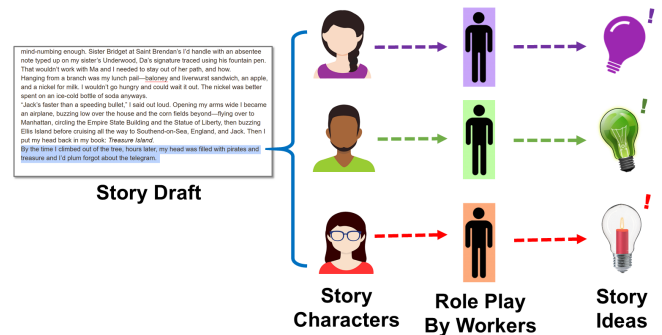 mind-numbing enough. Sister Bridget at Saint Brendan's I'd handle with an absentee
note typed up on my sister's Underwood, Da's signature traced using his fountain pen.
That wouldn't work with Ma and I needed to stay out of her path, and how.
Hanging from a branch was my lunch pail—baloney and liverwurst sandwich, an apple,
and a nickel for milk. I wouldn't go hungry and could wait it out. The nickel was better
spent on an ice-cold bottle of soda anyways.
"Jack's faster than a speeding bullet," I said out loud. Opening my arms wide I became
an airplane, buzzing low over the house and the corn fields beyond—flying over to
Manhattan, circling the Empire State Building and the Statue of Liberty, then buzzing
Ellis Island before cruising all the way to Southend-on-Sea, England, and Jack. Then I
put my head back in my book: Treasure Island.
By the time I climbed out of the tree, hours later, my head was filled with pirates and
treasure and I'd plum forgot about the telegram.
Story Draft
Story
Characters
Role Play
By Workers
Story
Ideas
!
!
!